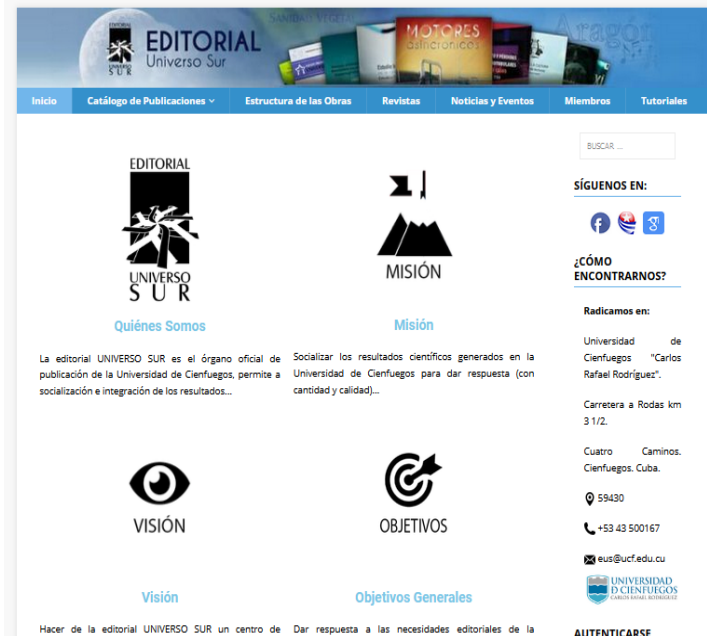 SANIDAD VEGETAL
EDITORIAL
Universo Sur
UNIVERSO
SUR
MOTORES
asincronicos
Aragón
Inicio
Catálogo de Publicaciones
Estructura de las Obras
Revistas
Noticias y Eventos
Miembros
Tutoriales
EDITORIAL
UNIVERSO
SUR
Quiénes Somos
La editorial UNIVERSO SUR es el órgano oficial de
publicación de la Universidad de Cienfuegos, permite a
socialización e integración de los resultados...
MISIÓN
Misión
Socializar los resultados científicos generados en la
Universidad de Cienfuegos para dar respuesta (con
cantidad y calidad)...
VISIÓN
Visión
Hacer de la editorial UNIVERSO SUR un centro de
OBJETIVOS
Objetivos Generales
Dar respuesta a las necesidades editoriales de la
BUSCAR ...
SÍGUENOS EN:
¿CÓMO
ENCONTRARNOS?
Radicamos en:
Universidad de
Cienfuegos "Carlos
Rafael Rodríguez".
Carretera a Rodas km
3 1/2.
Cuatro Caminos.
Cienfuegos. Cuba.
59430
+53 43 500167
eus@ucf.edu.cu
UNIVERSIDAD
D CIENFUEGOS
CARLOS RAFAEL RODRÍGUEZ
AUTENTICARSE